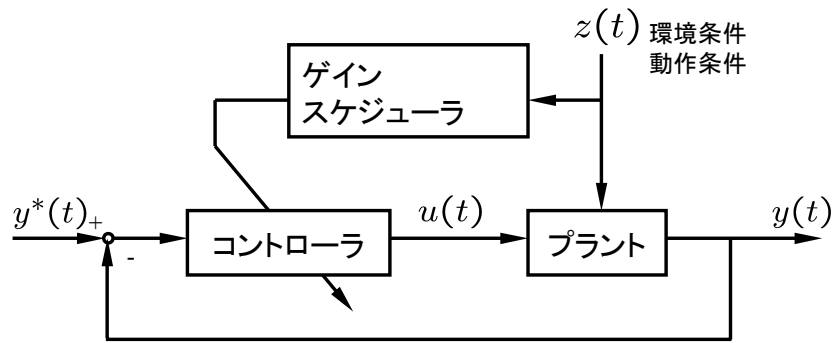 z(t) 環境条件
動作条件
ゲイン
スケジューラ
y*(t)
+
-
コントローラ
u(t)
プラント
y(t)